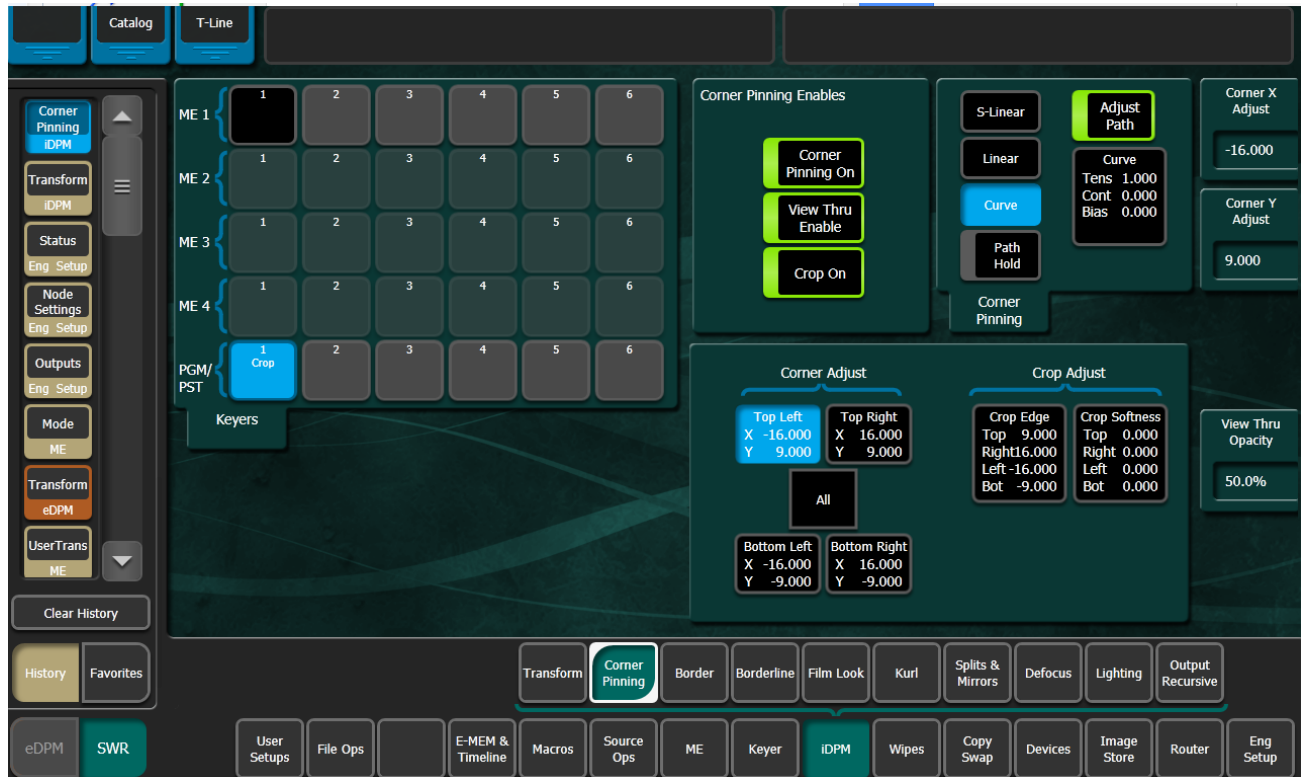 Catalog
T-Line
Corner
Pinning
iDPM
Transform
iDPM
Status
Eng Setup
Node
Settings
Eng Setup
Outputs
Eng Setup
Mode
ME
Transform
eDPM
UserTrans
ME
Clear History
History
Favorites
eDPM
SWR
ME 1
1 2 3 4 5 6
ME 2
1 2 3 4 5 6
ME 3
1 2 3 4 5 6
ME 4
1 2 3 4 5 6
PGM/
PST
1 2 3 4 5 6
Crop
Keyers
Corner Pinning Enables
Corner
Pinning On
View Thru
Enable
Crop On
S-Linear
Linear
Curve
Path
Hold
Adjust
Path
Curve
Tens 1.000
Cont 0.000
Bias 0.000
Corner
Pinning
Corner X
Adjust
-16.000
Corner Y
Adjust
9.000
Corner Adjust
Top Left
X -16.000
Y 9.000
Top Right
X 16.000
Y 9.000
All
Bottom Left
X -16.000
Y -9.000
Bottom Right
X 16.000
Y -9.000
Crop Adjust
Crop Edge
Top 9.000
Right16.000
Left -16.000
Bot -9.000
Crop Softness
Top 0.000
Right 0.000
Left 0.000
Bot 0.000
View Thru
Opacity
50.0%
Transform
Corner
Pinning
Border
Borderline
Film Look
Kurl
Splits &
Mirrors
Defocus
Lighting
Output
Recursive
User
Setups
File Ops
E-MEM &
Timeline
Macros
Source
Ops
ME
Keyer
iDPM
Wipes
Copy
Swap
Devices
Image
Store
Router
Eng
Setup